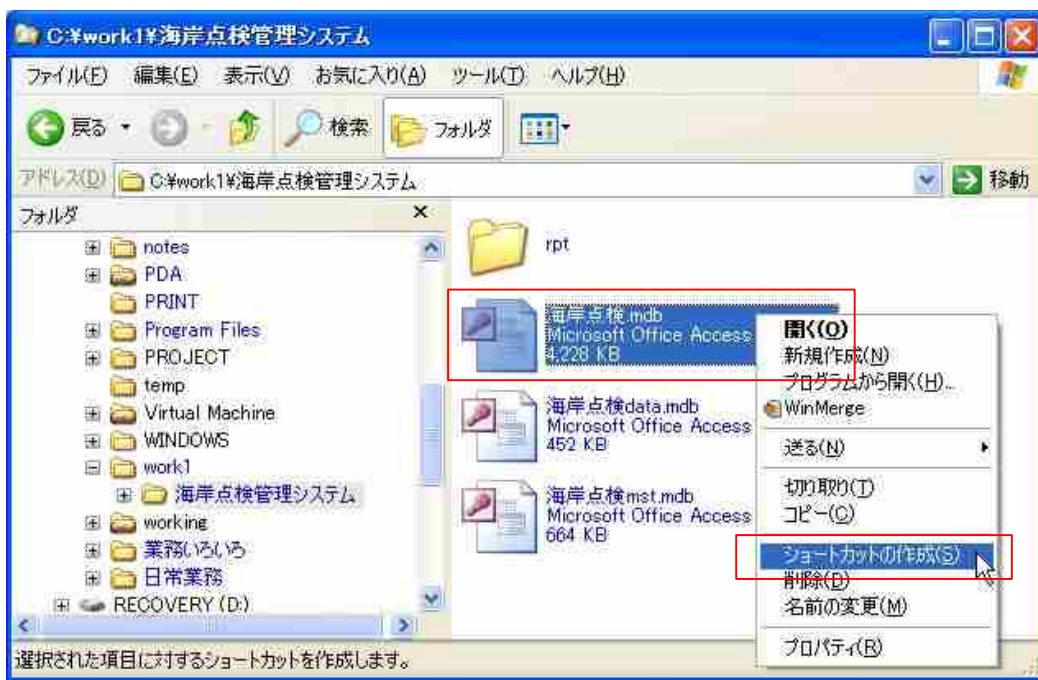 C:¥work1¥海岸点検管理システム
ファイル(F) 編集(E) 表示(V) お気に入り(A) ツール(T) ヘルプ(H)
戻る 検索 フォルダ
アドレス(D) C:¥work1¥海岸点検管理システム 移動
フォルダ
notes
PDA
PRINT
Program Files
PROJECT
temp
Virtual Machine
WINDOWS
work1
海岸点検管理システム
working
業務いろいろ
日常業務
RECOVERY (D:)
rpt
海岸点検.mdb
Microsoft Office Access
4,228 KB
海岸点検data.mdb
Microsoft Office Access
452 KB
海岸点検mst.mdb
Microsoft Office Access
664 KB
開く(O)
新規作成(N)
プログラムから開く(H)...
WinMerge
送る(N)
切り取り(T)
コピー(C)
ショートカットの作成(S)
削除(D)
名前の変更(M)
プロパティ(R)
選択された項目に対するショートカットを作成します。